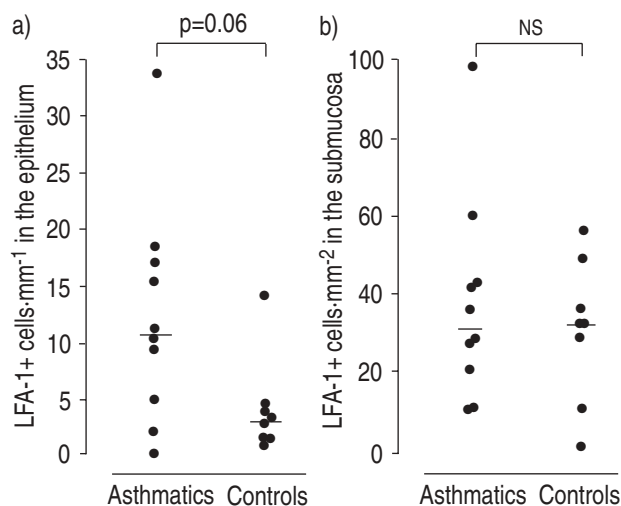 a)
p=0.06
LFA-1+ cells·mm-1 in the epithelium
35
30
25
20
15
10
5
0
Asthmatics Controls
b)
NS
LFA-1+ cells·mm-2 in the submucosa
100
80
60
40
20
0
Asthmatics Controls